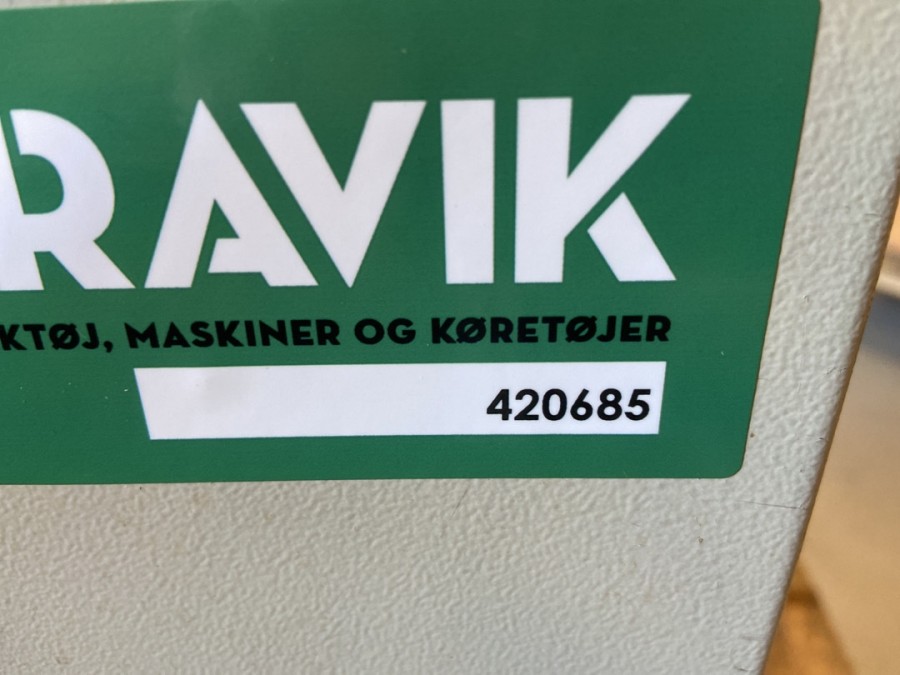 RAVIK
KTØJ, MASKINER OG KØRETØJER
420685